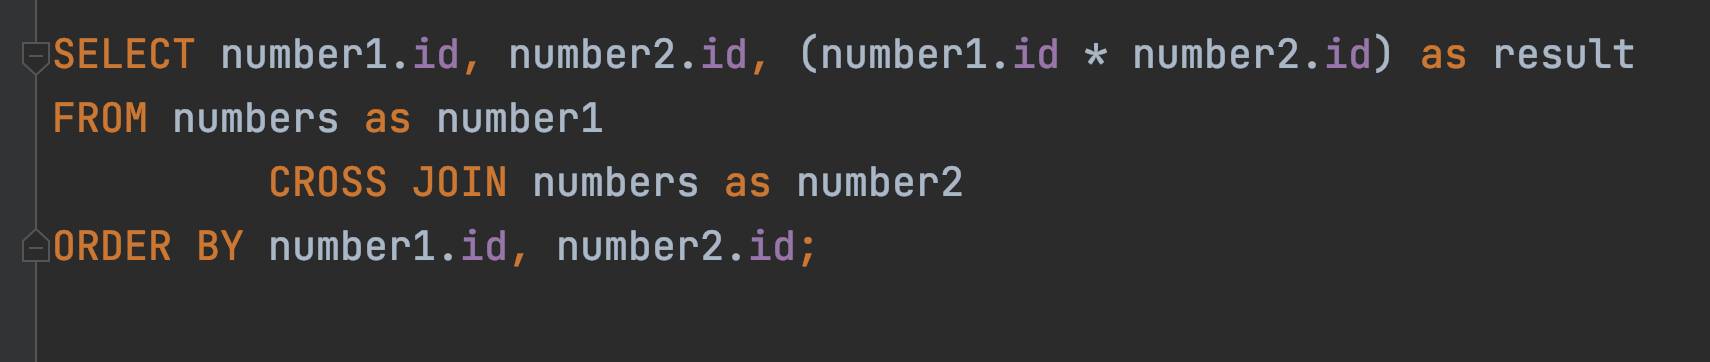 SELECT number1.id, number2.id, (number1.id * number2.id) as result
FROM numbers as number1
CROSS JOIN numbers as number2
ORDER BY number1.id, number2.id;